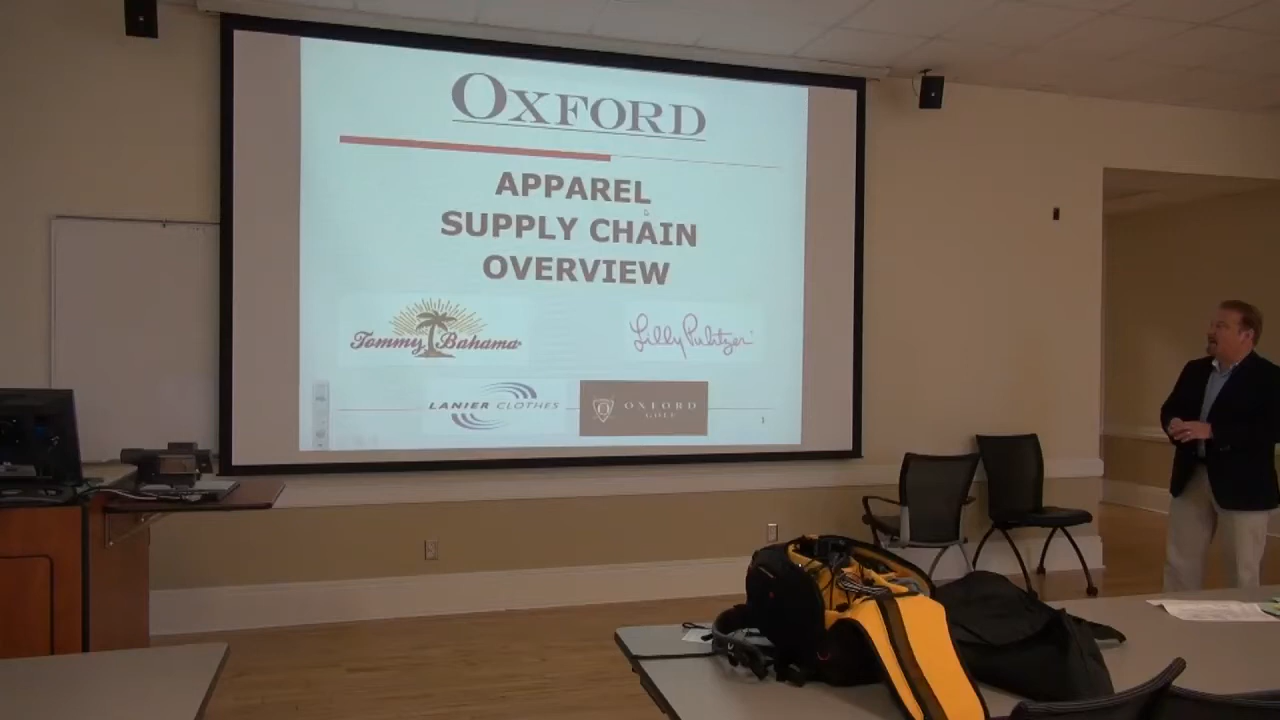 OXFORD
APPAREL
SUPPLY CHAIN
OVERVIEW
Tommy Bahama
Lilly Pulitzer
LANIER CLOTHES
OXFORD
GOLF
1